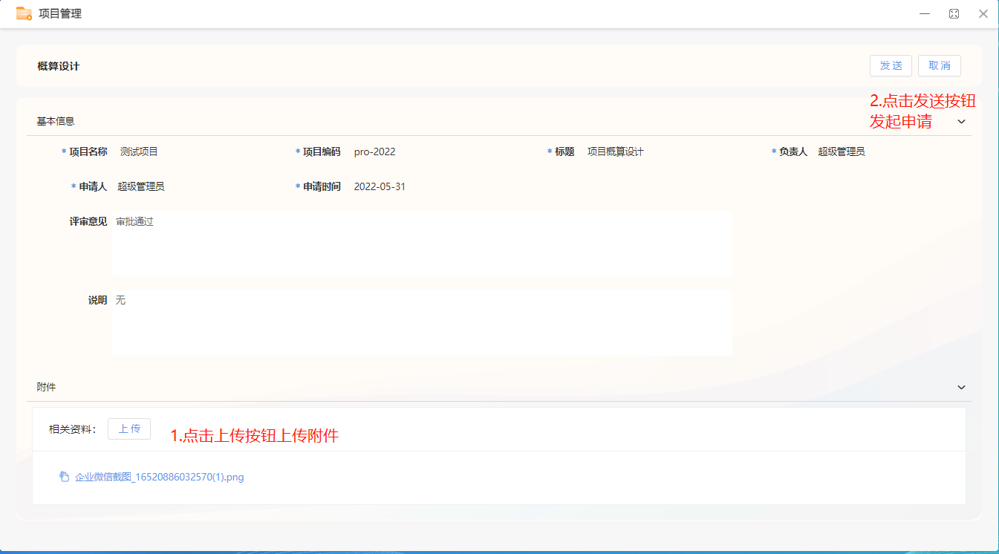 项目管理
概算设计
发 送
取 消
2.点击发送按钮
发起申请
基本信息
* 项目名称 测试项目 * 项目编码 pro-2022 * 标题 项目概算设计 * 负责人 超级管理员
* 申请人 超级管理员 * 申请时间 2022-05-31
评审意见 审批通过
说明 无
附件
相关资料： 上 传 1.点击上传按钮上传附件
企业微信截图_16520886032570(1).png